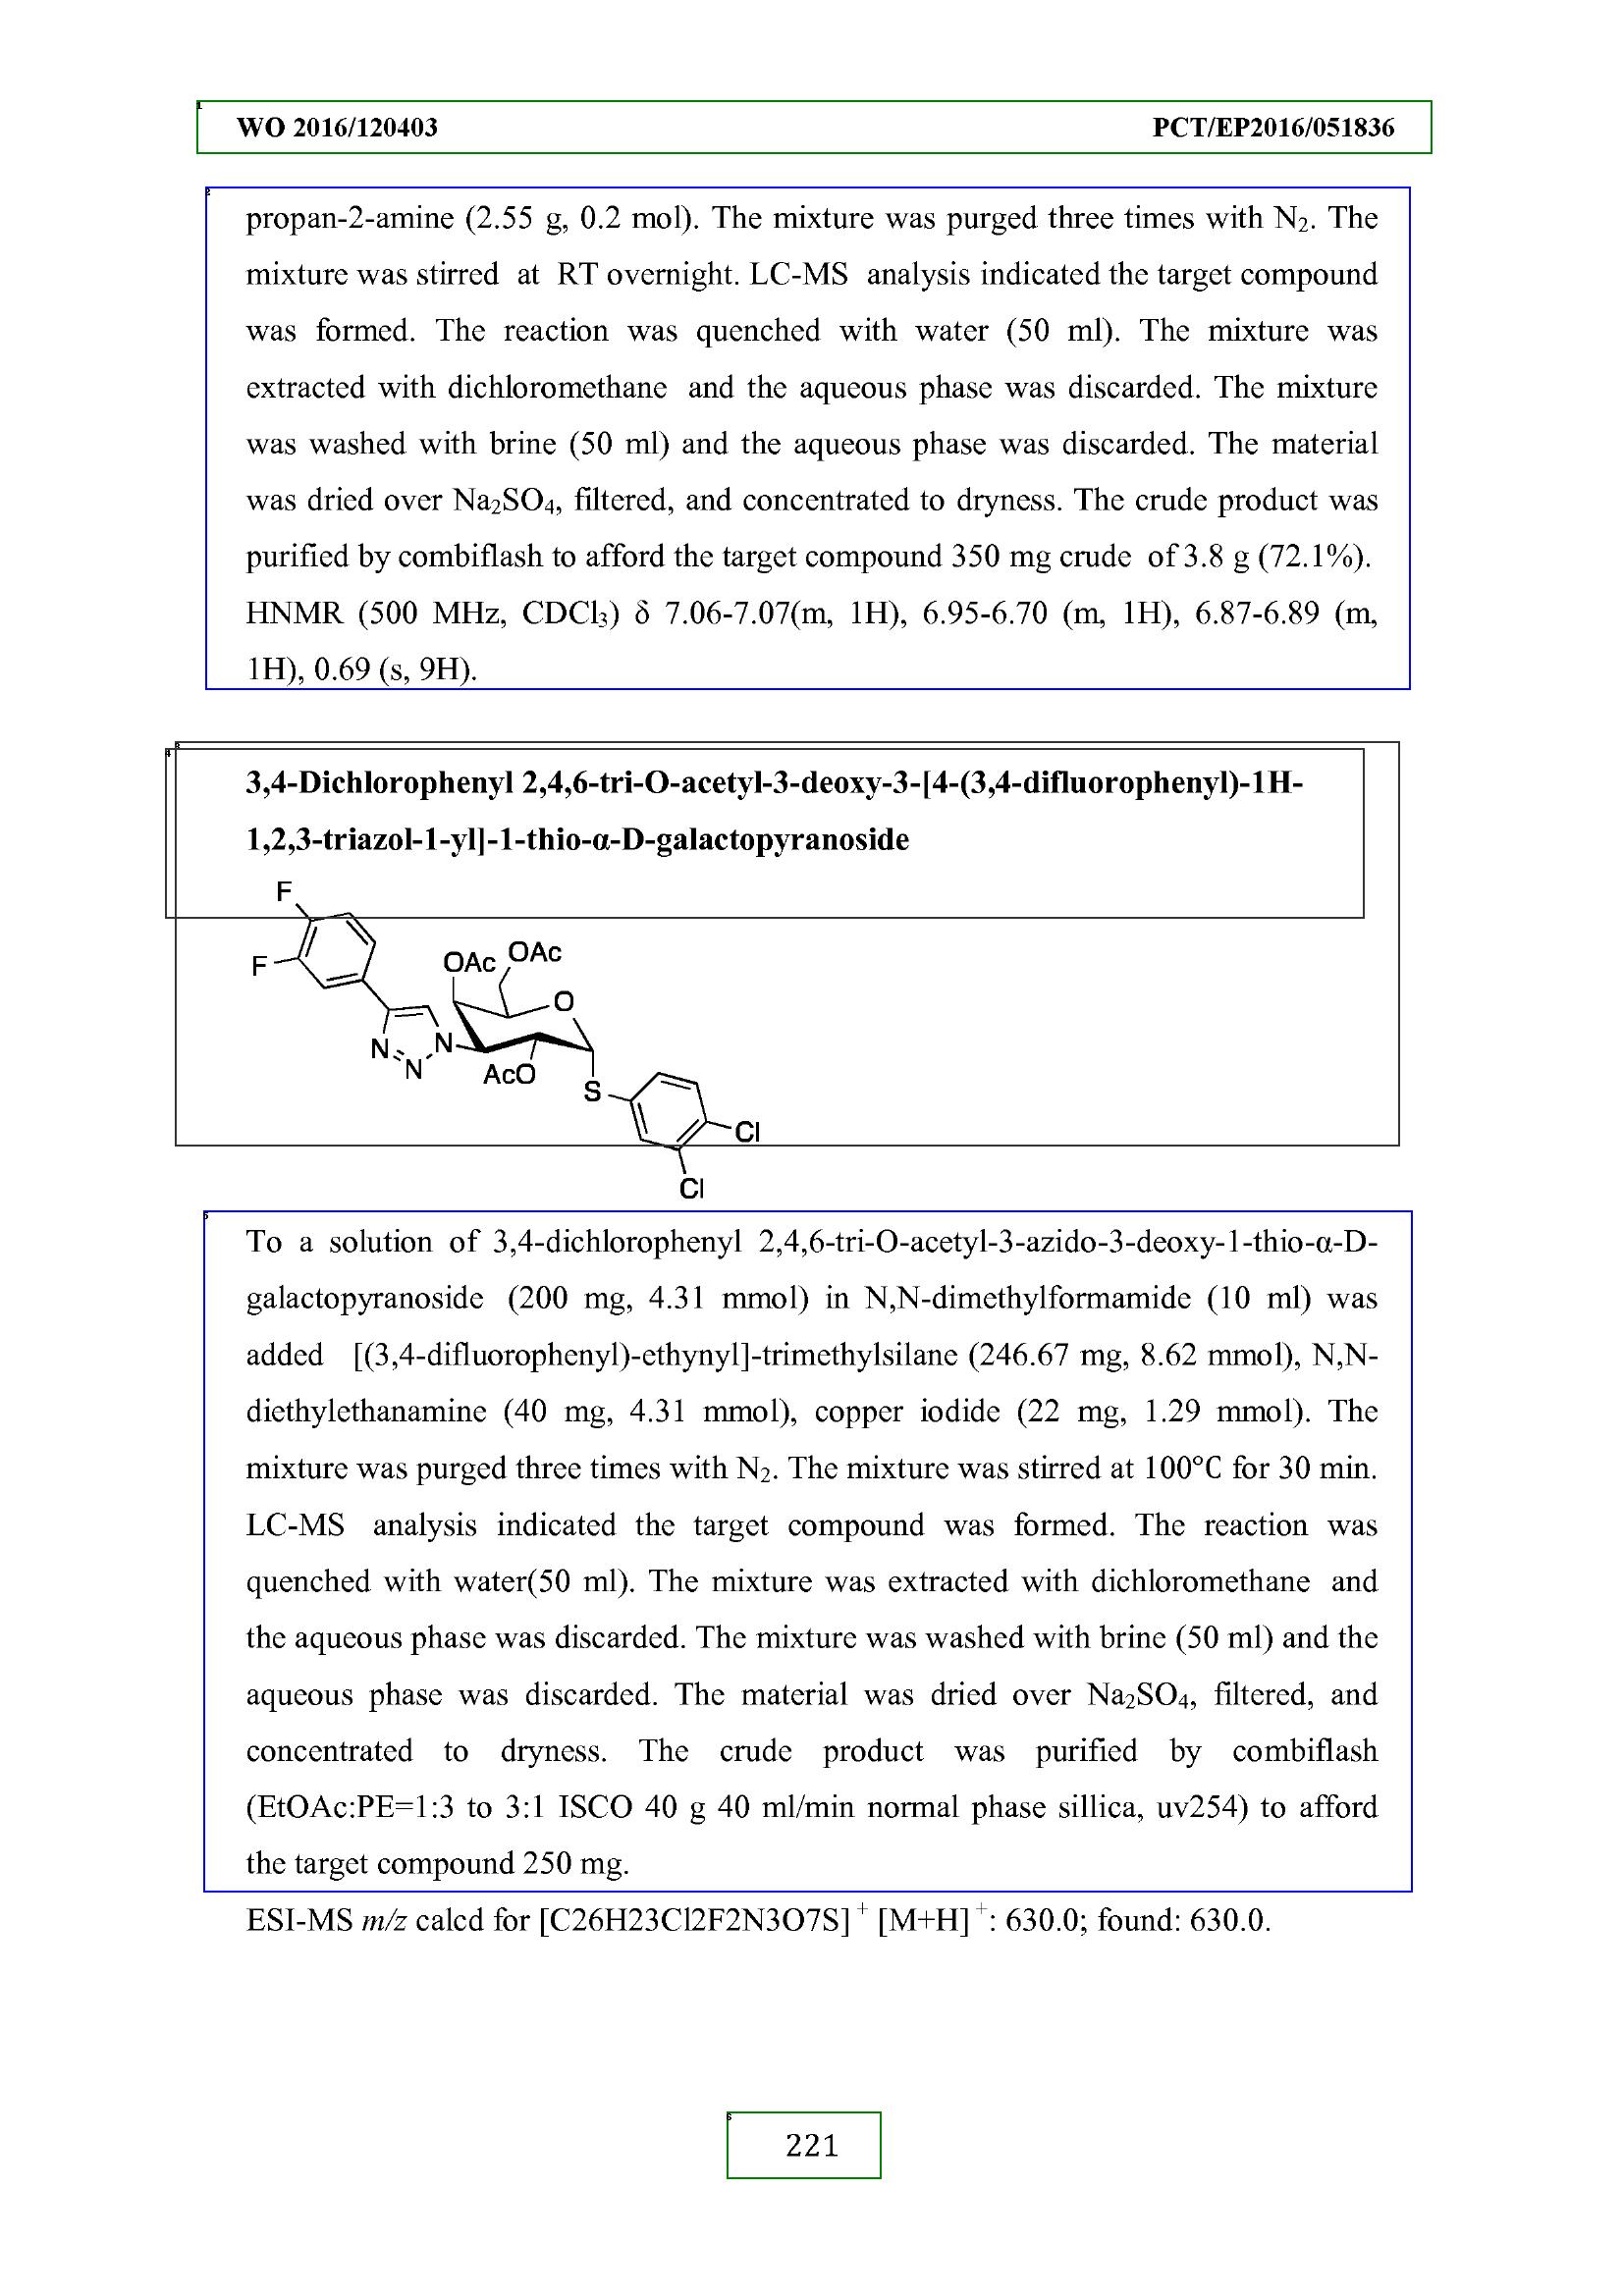 WO 2016/120403 PCT/EP2016/051836
propan-2-amine (2.55 g, 0.2 mol). The mixture was purged three times with N₂. The
mixture was stirred at RT overnight. LC-MS analysis indicated the target compound
was formed. The reaction was quenched with water (50 ml). The mixture was
extracted with dichloromethane and the aqueous phase was discarded. The mixture
was washed with brine (50 ml) and the aqueous phase was discarded. The material
was dried over Na₂SO₄, filtered, and concentrated to dryness. The crude product was
purified by combiflash to afford the target compound 350 mg crude of 3.8 g (72.1%).
HNMR (500 MHz, CDCl₃) δ 7.06-7.07(m, 1H), 6.95-6.70 (m, 1H), 6.87-6.89 (m,
1H), 0.69 (s, 9H).
3,4-Dichlorophenyl 2,4,6-tri-O-acetyl-3-deoxy-3-[4-(3,4-difluorophenyl)-1H-
1,2,3-triazol-1-yl]-1-thio-α-D-galactopyranoside
F
F
OAc OAc
O
N N N
AcO
S
Cl
Cl
To a solution of 3,4-dichlorophenyl 2,4,6-tri-O-acetyl-3-azido-3-deoxy-1-thio-α-D-
galactopyranoside (200 mg, 4.31 mmol) in N,N-dimethylformamide (10 ml) was
added [(3,4-difluorophenyl)-ethynyl]-trimethylsilane (246.67 mg, 8.62 mmol), N,N-
diethylethanamine (40 mg, 4.31 mmol), copper iodide (22 mg, 1.29 mmol). The
mixture was purged three times with N₂. The mixture was stirred at 100°C for 30 min.
LC-MS analysis indicated the target compound was formed. The reaction was
quenched with water(50 ml). The mixture was extracted with dichloromethane and
the aqueous phase was discarded. The mixture was washed with brine (50 ml) and the
aqueous phase was discarded. The material was dried over Na₂SO₄, filtered, and
concentrated to dryness. The crude product was purified by combiflash
(EtOAc:PE=1:3 to 3:1 ISCO 40 g 40 ml/min normal phase sillica, uv254) to afford
the target compound 250 mg.
ESI-MS m/z calcd for [C26H23Cl2F2N3O7S]⁺ [M+H]⁺: 630.0; found: 630.0.
221